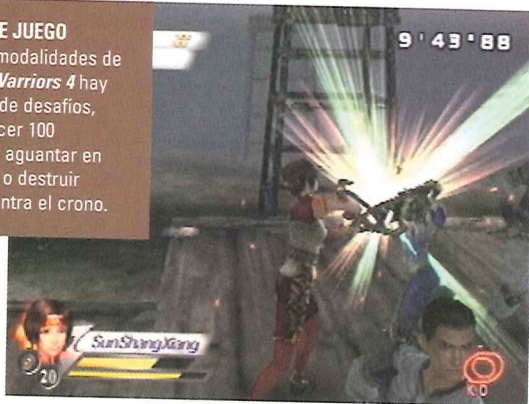 E JUEGO
modalidades de
Warriors 4 hay
de desafíos,
cer 100
aguantar en
o destruir
ntra el crono.
9'43"88
SunShangXiang
20
KO